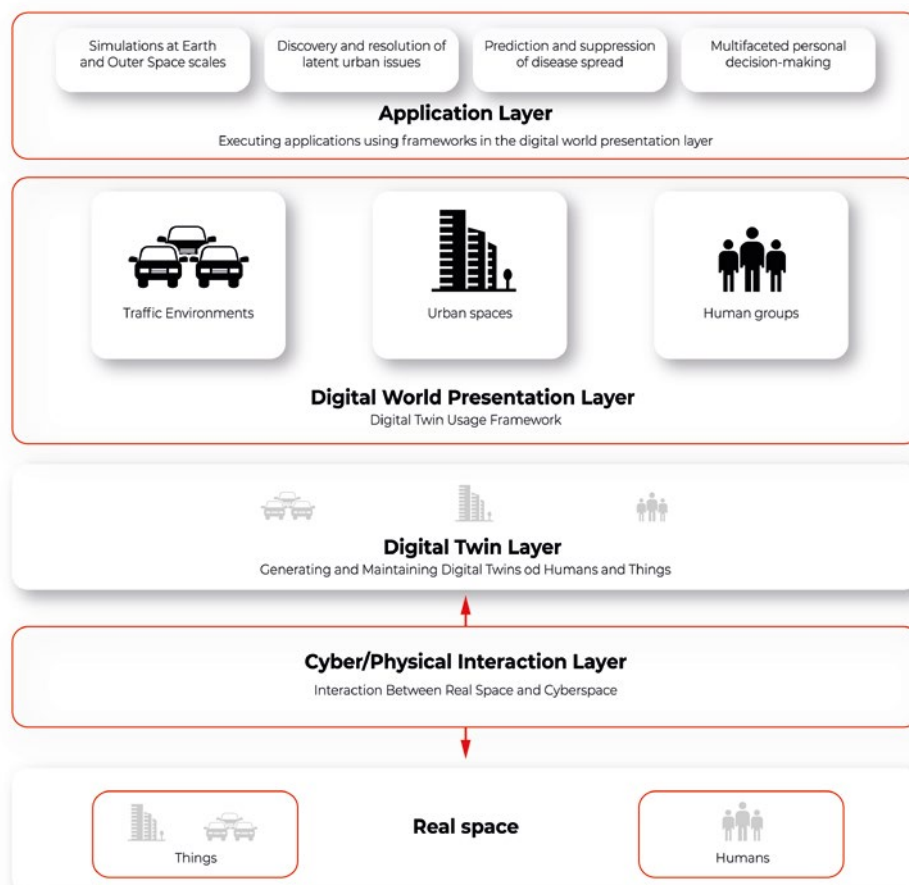 Simulations at Earth
and Outer Space scales
Discovery and resolution of
latent urban issues
Prediction and suppression
of disease spread
Multifaceted personal
decision-making
Application Layer
Executing applications using frameworks in the digital world presentation layer
Traffic Environments
Urban spaces
Human groups
Digital World Presentation Layer
Digital Twin Usage Framework
Digital Twin Layer
Generating and Maintaining Digital Twins od Humans and Things
Cyber/Physical Interaction Layer
Interaction Between Real Space and Cyberspace
Real space
Things
Humans